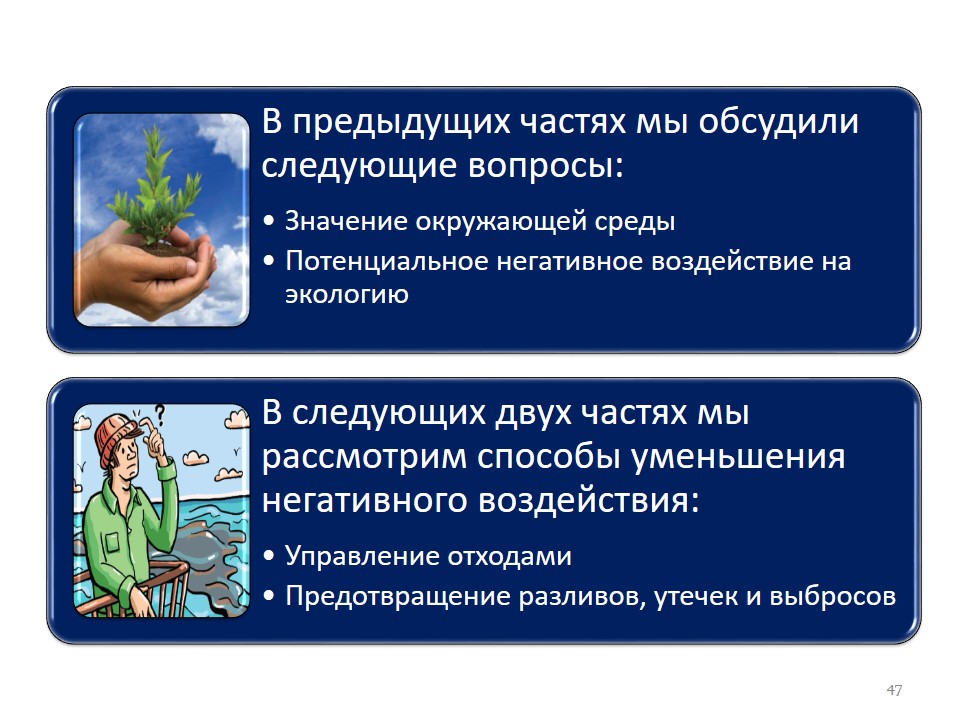 В предыдущих частях мы обсудили
следующие вопросы:
• Значение окружающей среды
• Потенциальное негативное воздействие на
экологию
?
В следующих двух частях мы
рассмотрим способы уменьшения
негативного воздействия:
• Управление отходами
• Предотвращение разливов, утечек и выбросов
47